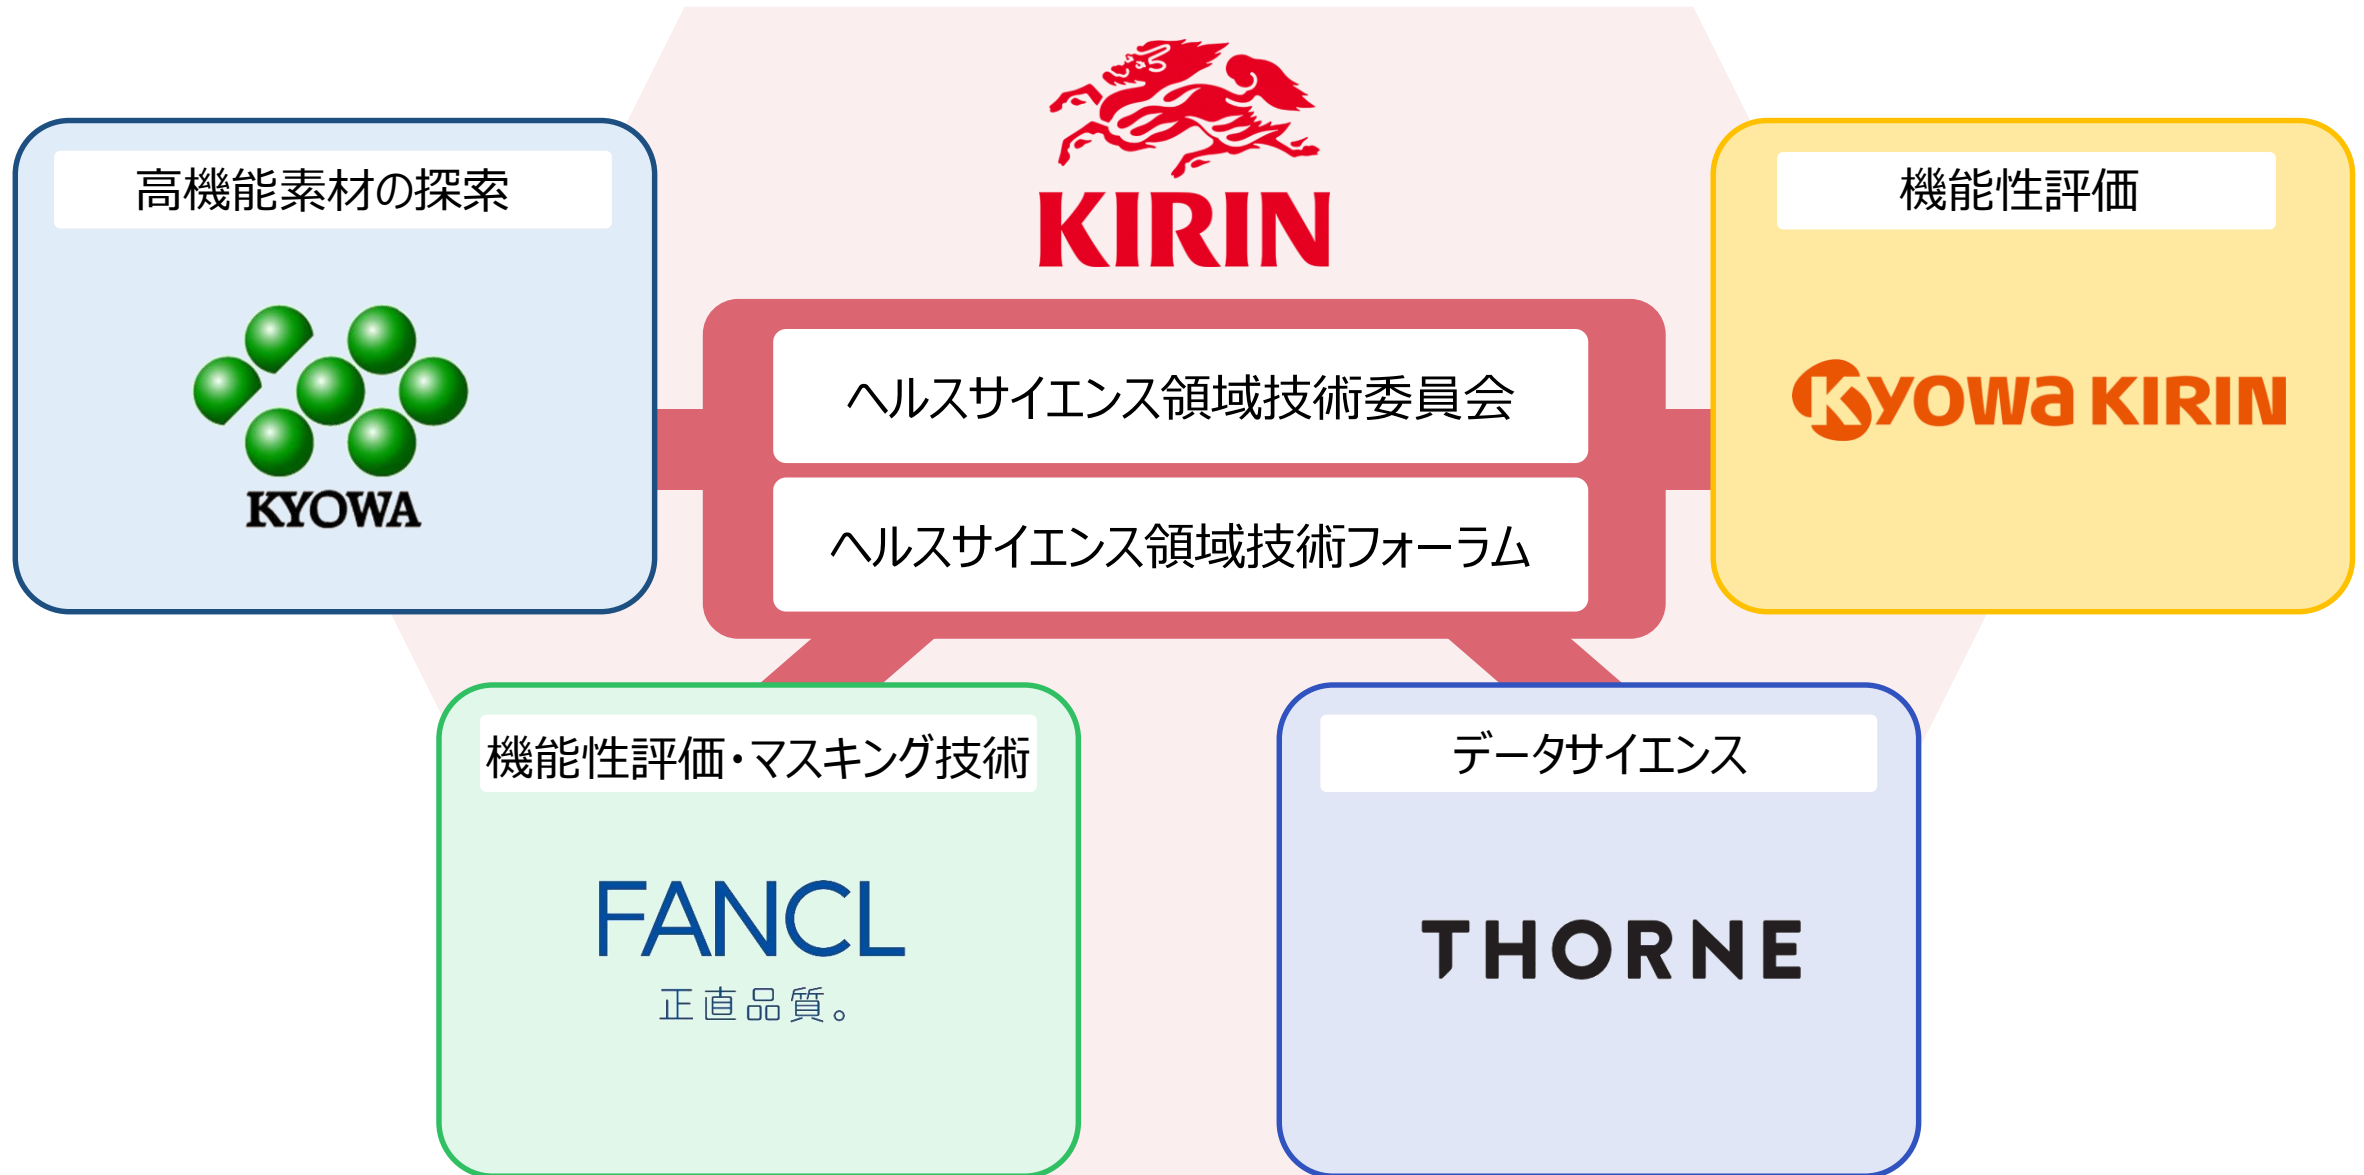 KIRIN
高機能素材の探索
KYOWA
機能性評価
KYOWA KIRIN
ヘルスサイエンス領域技術委員会
ヘルスサイエンス領域技術フォーラム
機能性評価・マスキング技術
FANCL
正直品質。
データサイエンス
THORNE